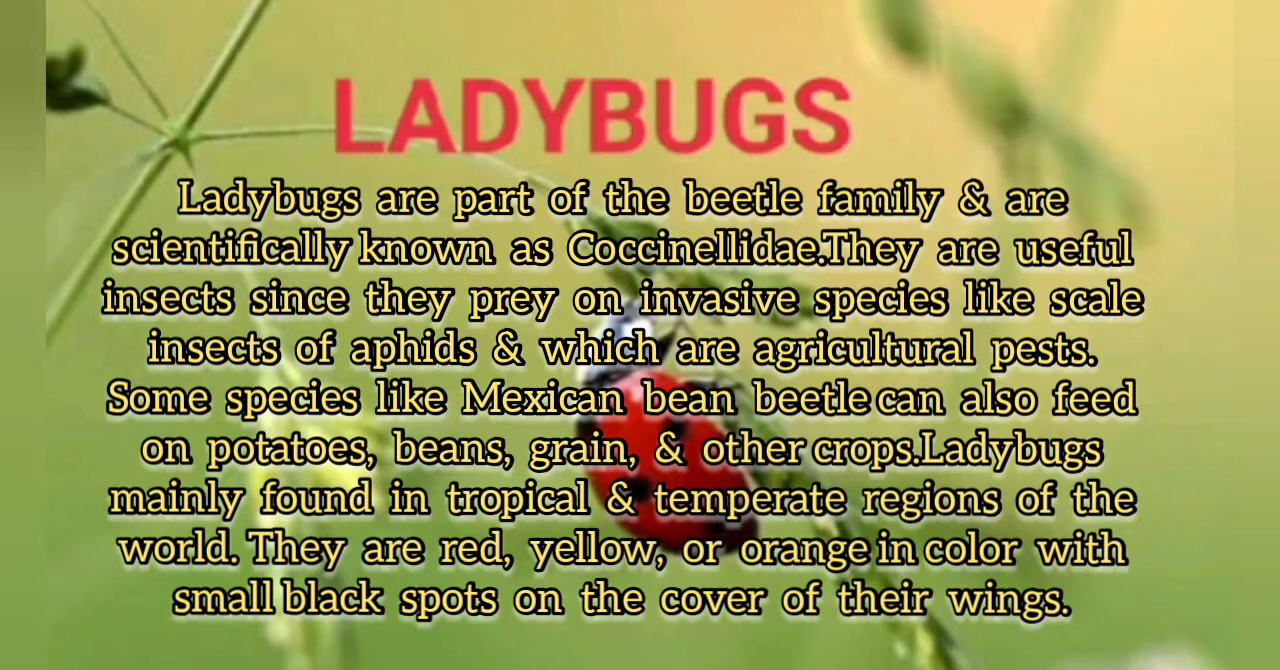 LADYBUGS
Ladybugs are part of the beetle family & are
scientifically known as Coccinellidae.They are useful
insects since they prey on invasive species like scale
insects of aphids & which are agricultural pests.
Some species like Mexican bean beetle can also feed
on potatoes, beans, grain, & other crops.Ladybugs
mainly found in tropical & temperate regions of the
world. They are red, yellow, or orange in color with
small black spots on the cover of their wings.